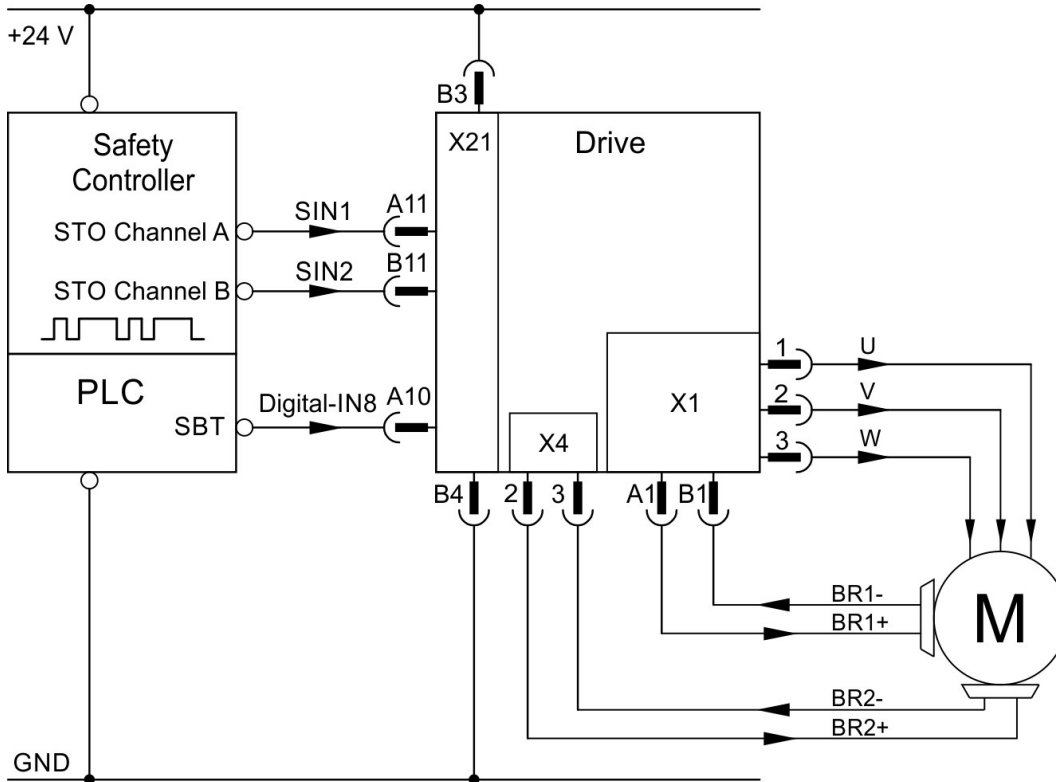 +24 V
B3
Safety
Controller
X21
Drive
STO Channel A
SIN1
A11
STO Channel B
SIN2
B11
PLC
SBT
Digital-IN8
A10
X4
X1
1
U
2
V
3
W
B4
2
3
A1
B1
BR1-
BR1+
M
BR2-
BR2+
GND